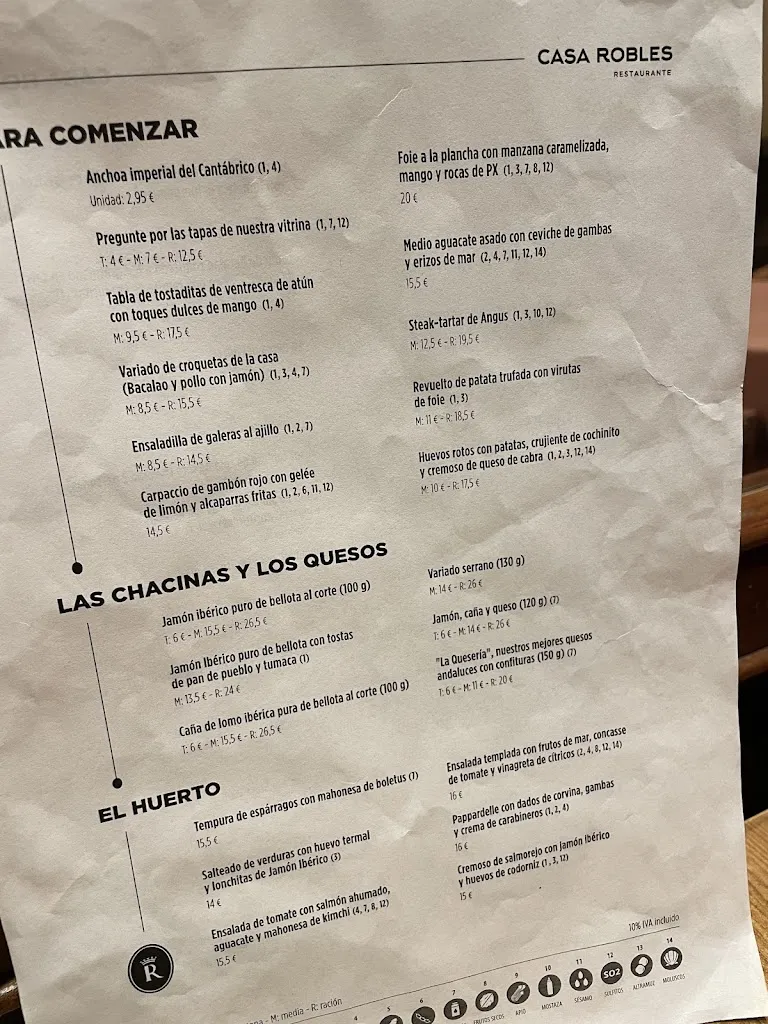 CASA ROBLES
RESTAURANTE
ARA COMENZAR
Anchoa imperial del Cantábrico (1, 4)
Unidad: 2,95 €
Pregunte por las tapas de nuestra vitrina (1, 7, 12)
T: 4 € - M: 7 € - R: 12,5 €
Tabla de tostaditas de ventresca de atún
con toques dulces de mango (1, 4)
M: 9,5 € - R: 17,5 €
Variado de croquetas de la casa
(Bacalao y pollo con jamón) (1, 3, 4, 7)
M: 8,5 € - R: 15,5 €
Ensaladilla de galeras al ajillo (1, 2, 7)
M: 8,5 € - R: 14,5 €
Carpaccio de gambón rojo con gelée
de limón y alcaparras fritas (1, 2, 6, 11, 12)
14,5 €
Foie a la plancha con manzana caramelizada,
mango y rocas de PX (1, 3, 7, 8, 12)
20 €
Medio aguacate asado con ceviche de gambas
y erizos de mar (2, 4, 7, 11, 12, 14)
15,5 €
Steak-tartar de Angus (1, 3, 10, 12)
M: 12,5 € - R: 19,5 €
Revuelto de patata trufada con virutas
de foie (1, 3)
M: 11 € - R: 18,5 €
Huevos rotos con patatas, crujiente de cochinito
y cremoso de queso de cabra (1, 2, 3, 12, 14)
M: 10 € - R: 17,5 €
LAS CHACINAS Y LOS QUESOS
Jamón ibérico puro de bellota al corte (100 g)
T: 6 € - M: 15,5 € - R: 26,5 €
Jamón Ibérico puro de bellota con tostas
de pan de pueblo y tumaca (1)
M: 13,5 € - R: 24 €
Caña de lomo ibérica pura de bellota al corte (100 g)
T: 6 € - M: 15,5 € - R: 26,5 €
Variado serrano (130 g)
M: 14 € - R: 26 €
Jamón, caña y queso (120 g) (7)
T: 6 € - M: 14 € - R: 26 €
"La Quesería", nuestros mejores quesos
andaluces con confituras (150 g) (7)
T: 6 € - M: 11 € - R: 20 €
EL HUERTO
Tempura de espárragos con mahonesa de boletus (7)
15,5 €
Salteado de verduras con huevo termal
y lonchitas de Jamón Ibérico (3)
14 €
Ensalada de tomate con salmón ahumado,
aguacate y mahonesa de kimchi (4, 7, 8, 12)
15,5 €
Ensalada templada con frutos de mar, concasse
de tomate y vinagreta de cítricos (2, 4, 8, 12, 14)
16 €
Pappardelle con dados de corvina, gambas
y crema de carabineros (1, 2, 4)
16 €
Cremoso de salmorejo con Jamón Ibérico
y huevos de codorniz (1, 3, 12)
15 €
R
10% IVA incluido
- M: media - R: ración
4 5 6 7 8 9 10 11 12 13 14
SO2
FRUTOS SECOS APIO MOSTAZA SÉSAMO SULFITOS ALTRAMUZ MOLUSCOS